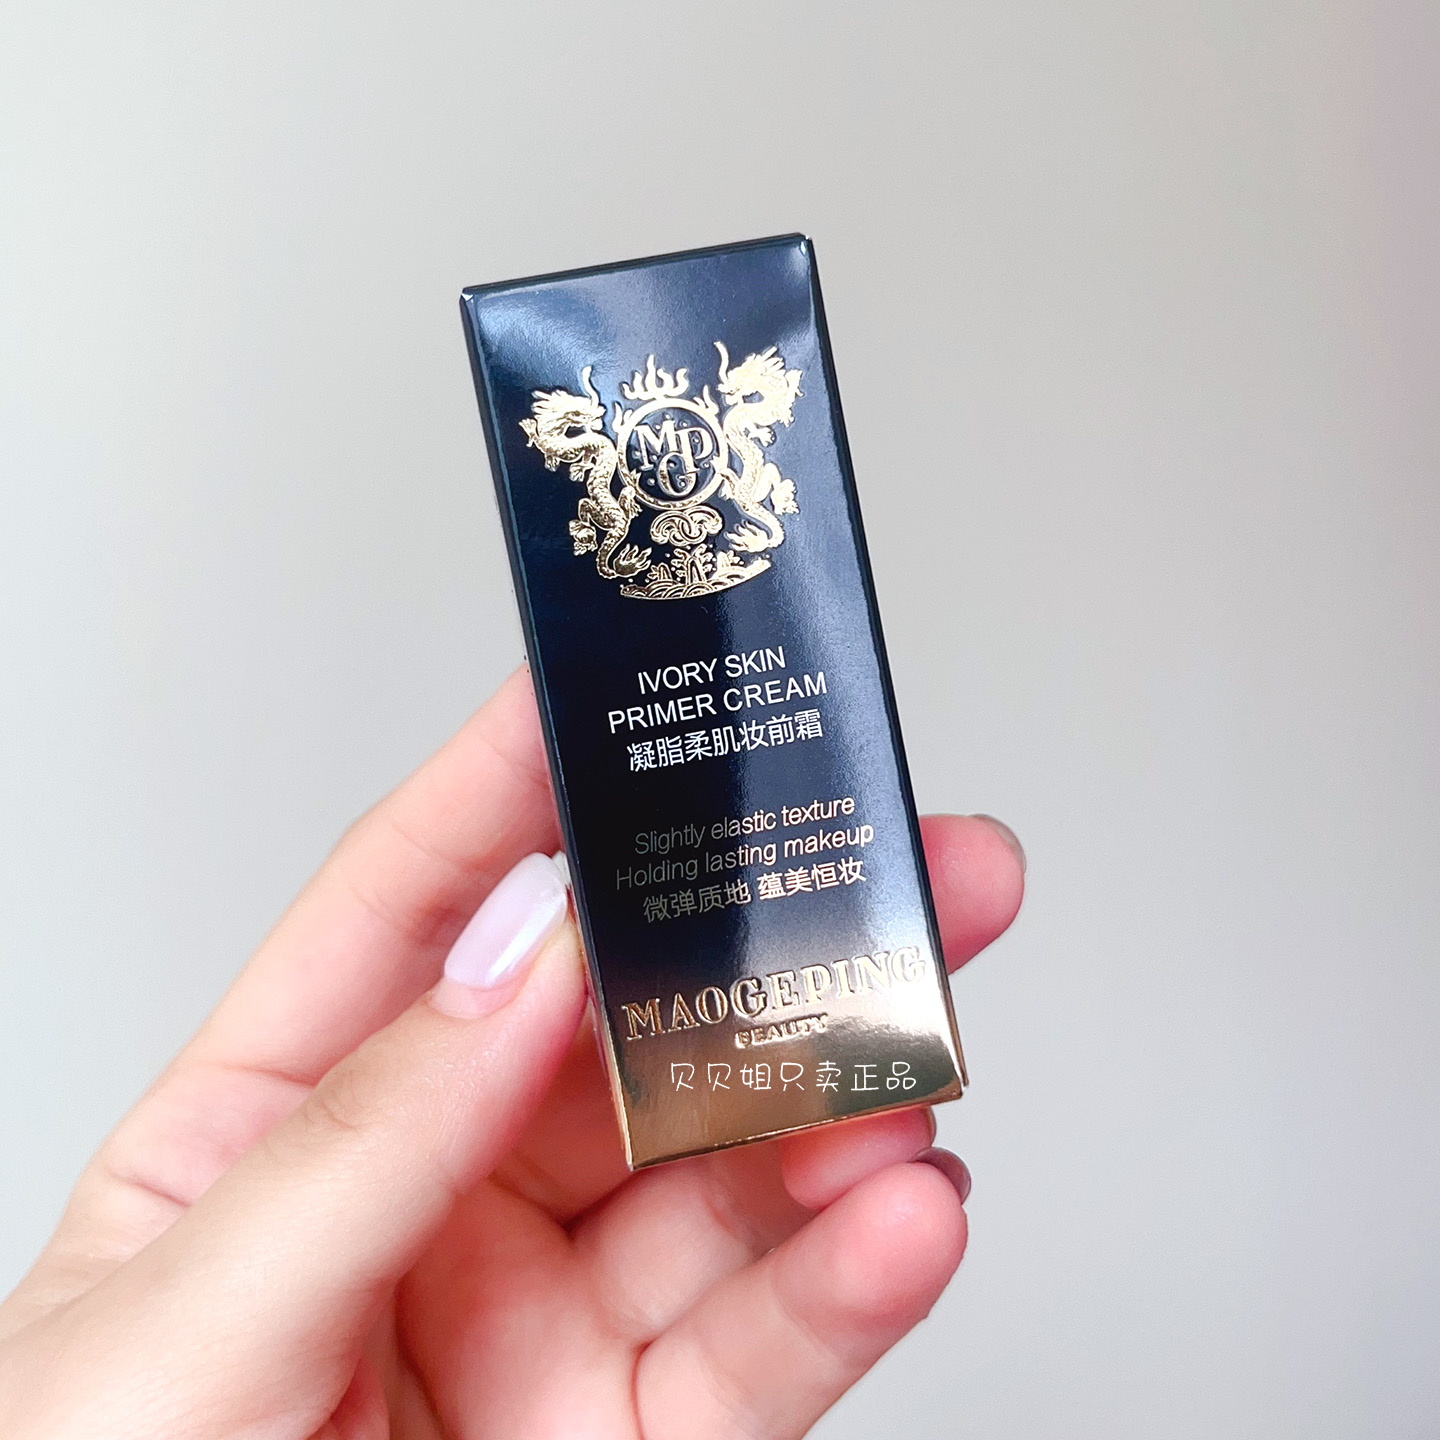 MGP
IVORY SKIN
PRIMER CREAM
凝脂柔肌妆前霜
Slightly elastic texture
Holding lasting makeup
微弹质地 蕴美恒妆
MAOGEPING
BEAUTY
贝贝姐只卖正品